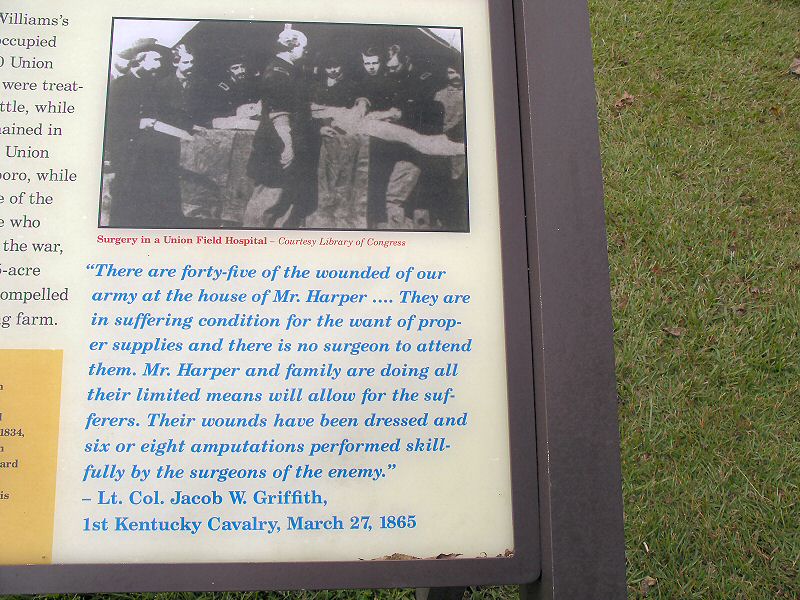 Williams's
occupied
Union
were treat-
ttle, while
ained in
Union
boro, while
e of the
e who
the war,
5-acre
ompelled
ng farm.
Surgery in a Union Field Hospital – Courtesy Library of Congress
“There are forty-five of the wounded of our
army at the house of Mr. Harper .... They are
in suffering condition for the want of prop-
er supplies and there is no surgeon to attend
them. Mr. Harper and family are doing all
their limited means will allow for the suf-
ferers. Their wounds have been dressed and
six or eight amputations performed skill-
fully by the surgeons of the enemy.”
– Lt. Col. Jacob W. Griffith,
1st Kentucky Cavalry, March 27, 1865
1834,
ard
is